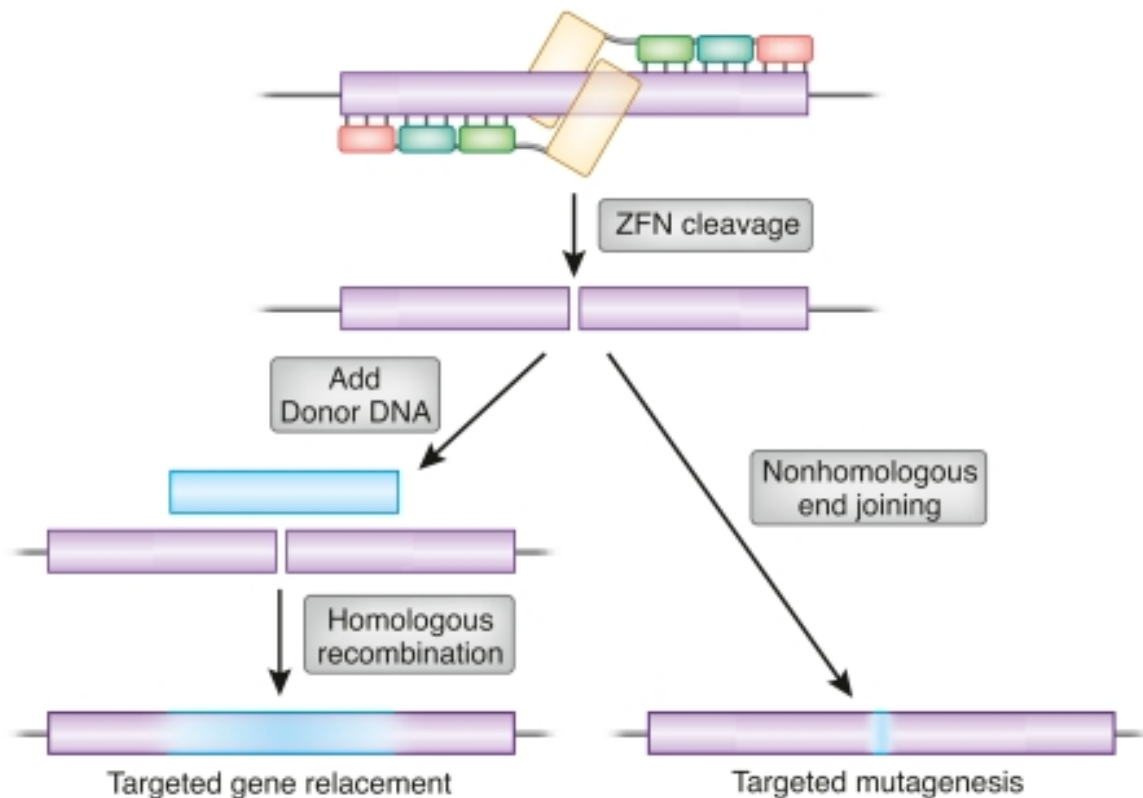 ZFN cleavage
Add
Donor DNA
Nonhomologous
end joining
Homologous
recombination
Targeted gene relacement
Targeted mutagenesis